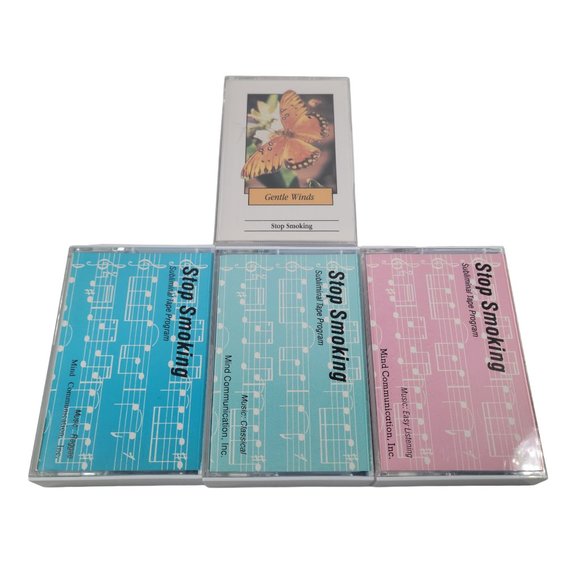 Gentle Winds
Stop Smoking
Stop Smoking
Subliminal Tape Program
Music:
Mind Communication, Inc.
Stop Smoking
Subliminal Tape Program
Music: Classical
Mind Communication, Inc.
Stop Smoking
Subliminal Tape Program
Music: Easy Listening
Mind Communication, Inc.